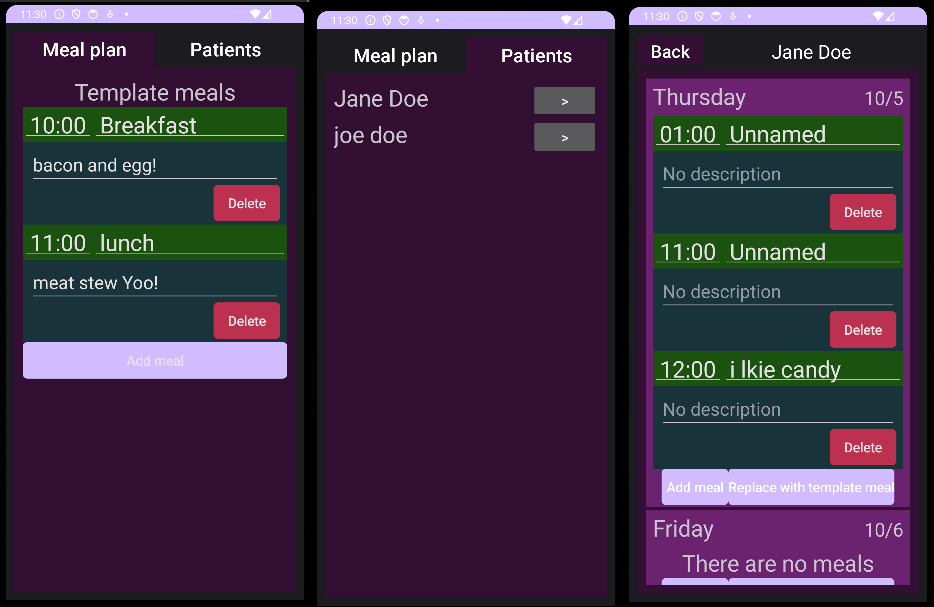 11:30
Meal plan Patients
Template meals
10:00 Breakfast
bacon and egg!
Delete
11:00 lunch
meat stew Yoo!
Delete
Add meal
11:30
Meal plan Patients
Jane Doe >
joe doe >
11:30
Back Jane Doe
Thursday 10/5
01:00 Unnamed
No description
Delete
11:00 Unnamed
No description
Delete
12:00 i lkie candy
No description
Delete
Add meal Replace with template meal
Friday 10/6
There are no meals